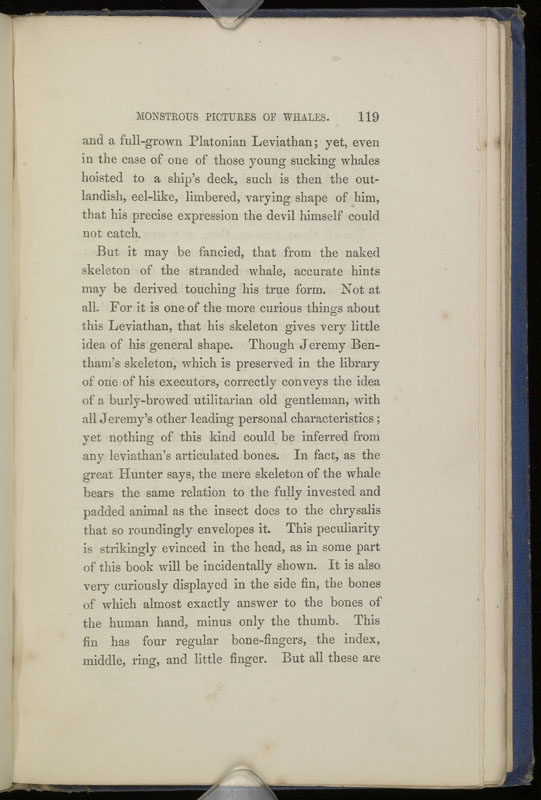 MONSTROUS PICTURES OF WHALES. 119
and a full-grown Platonian Leviathan; yet, even
in the case of one of those young sucking whales
hoisted to a ship's deck, such is then the out-
landish, eel-like, limbered, varying shape of him,
that his precise expression the devil himself could
not catch.
But it may be fancied, that from the naked
skeleton of the stranded whale, accurate hints
may be derived touching his true form. Not at
all. For it is one of the more curious things about
this Leviathan, that his skeleton gives very little
idea of his general shape. Though Jeremy Ben-
tham's skeleton, which is preserved in the library
of one of his executors, correctly conveys the idea
of a burly-browed utilitarian old gentleman, with
all Jeremy's other leading personal characteristics;
yet nothing of this kind could be inferred from
any leviathan's articulated bones. In fact, as the
great Hunter says, the mere skeleton of the whale
bears the same relation to the fully invested and
padded animal as the insect does to the chrysalis
that so roundingly envelopes it. This peculiarity
is strikingly evinced in the head, as in some part
of this book will be incidentally shown. It is also
very curiously displayed in the side fin, the bones
of which almost exactly answer to the bones of
the human hand, minus only the thumb. This
fin has four regular bone-fingers, the index,
middle, ring, and little finger. But all these are